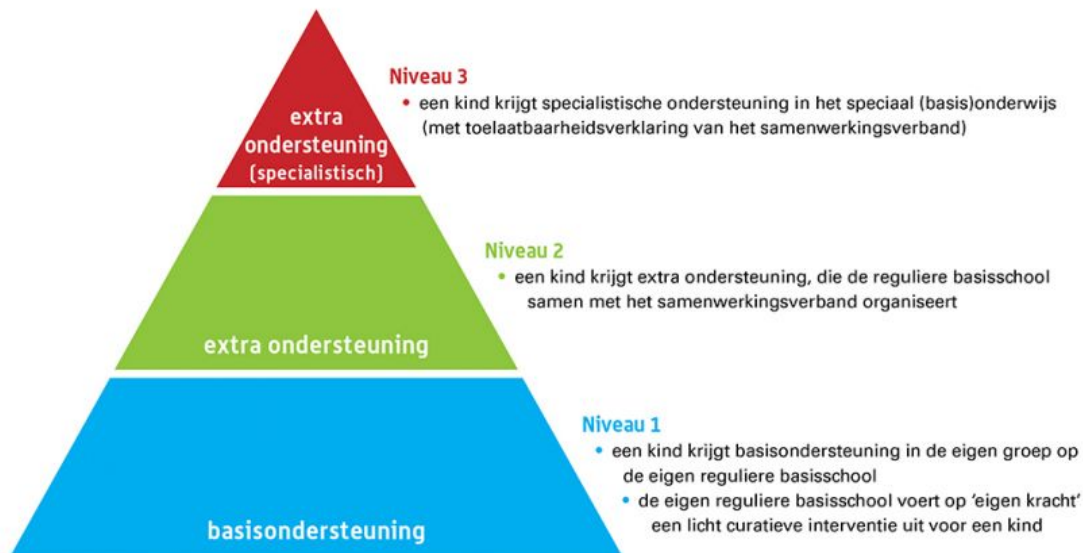 extra
ondersteuning
(specialistisch)
Niveau 3
• een kind krijgt specialistische ondersteuning in het speciaal (basis)onderwijs
(met toelaatbaarheidsverklaring van het samenwerkingsverband)
Niveau 2
• een kind krijgt extra ondersteuning, die de reguliere basisschool
samen met het samenwerkingsverband organiseert
extra ondersteuning
Niveau 1
• een kind krijgt basisondersteuning in de eigen groep op
de eigen reguliere basisschool
• de eigen reguliere basisschool voert op ‘eigen kracht’
een licht curatieve interventie uit voor een kind
basisondersteuning